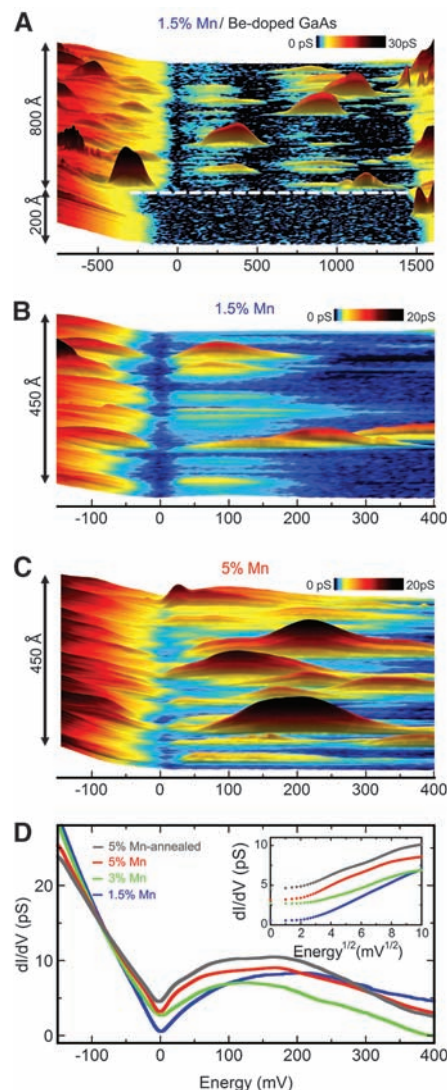 A
1.5% Mn/ Be-doped GaAs
0 pS 30pS
800 Å
200 Å
-500 0 500 1000 1500
B
1.5% Mn
0 pS 20pS
450 Å
-100 0 100 200 300 400
C
5% Mn
0 pS 20pS
450 Å
-100 0 100 200 300 400
D
5% Mn-annealed
5% Mn
3% Mn
1.5% Mn
dI/dV (pS)
20
10
0
-100 0 100 200 300 400
Energy (mV)
dI/dV (pS)
10
5
0
0 2 4 6 8 10
Energy1/2(mV1/2)